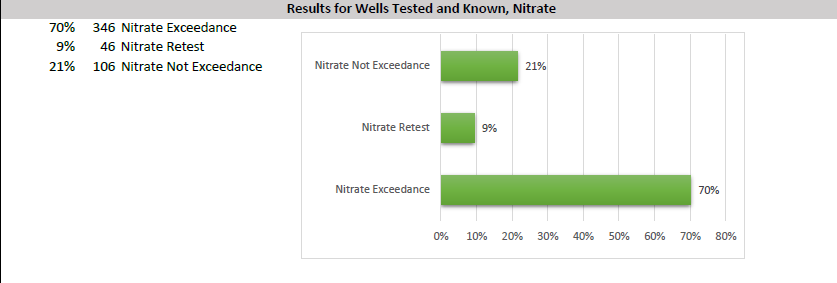 Results for Wells Tested and Known, Nitrate
70% 346 Nitrate Exceedance
9% 46 Nitrate Retest
21% 106 Nitrate Not Exceedance
Nitrate Not Exceedance 21%
Nitrate Retest 9%
Nitrate Exceedance 70%
0% 10% 20% 30% 40% 50% 60% 70% 80%